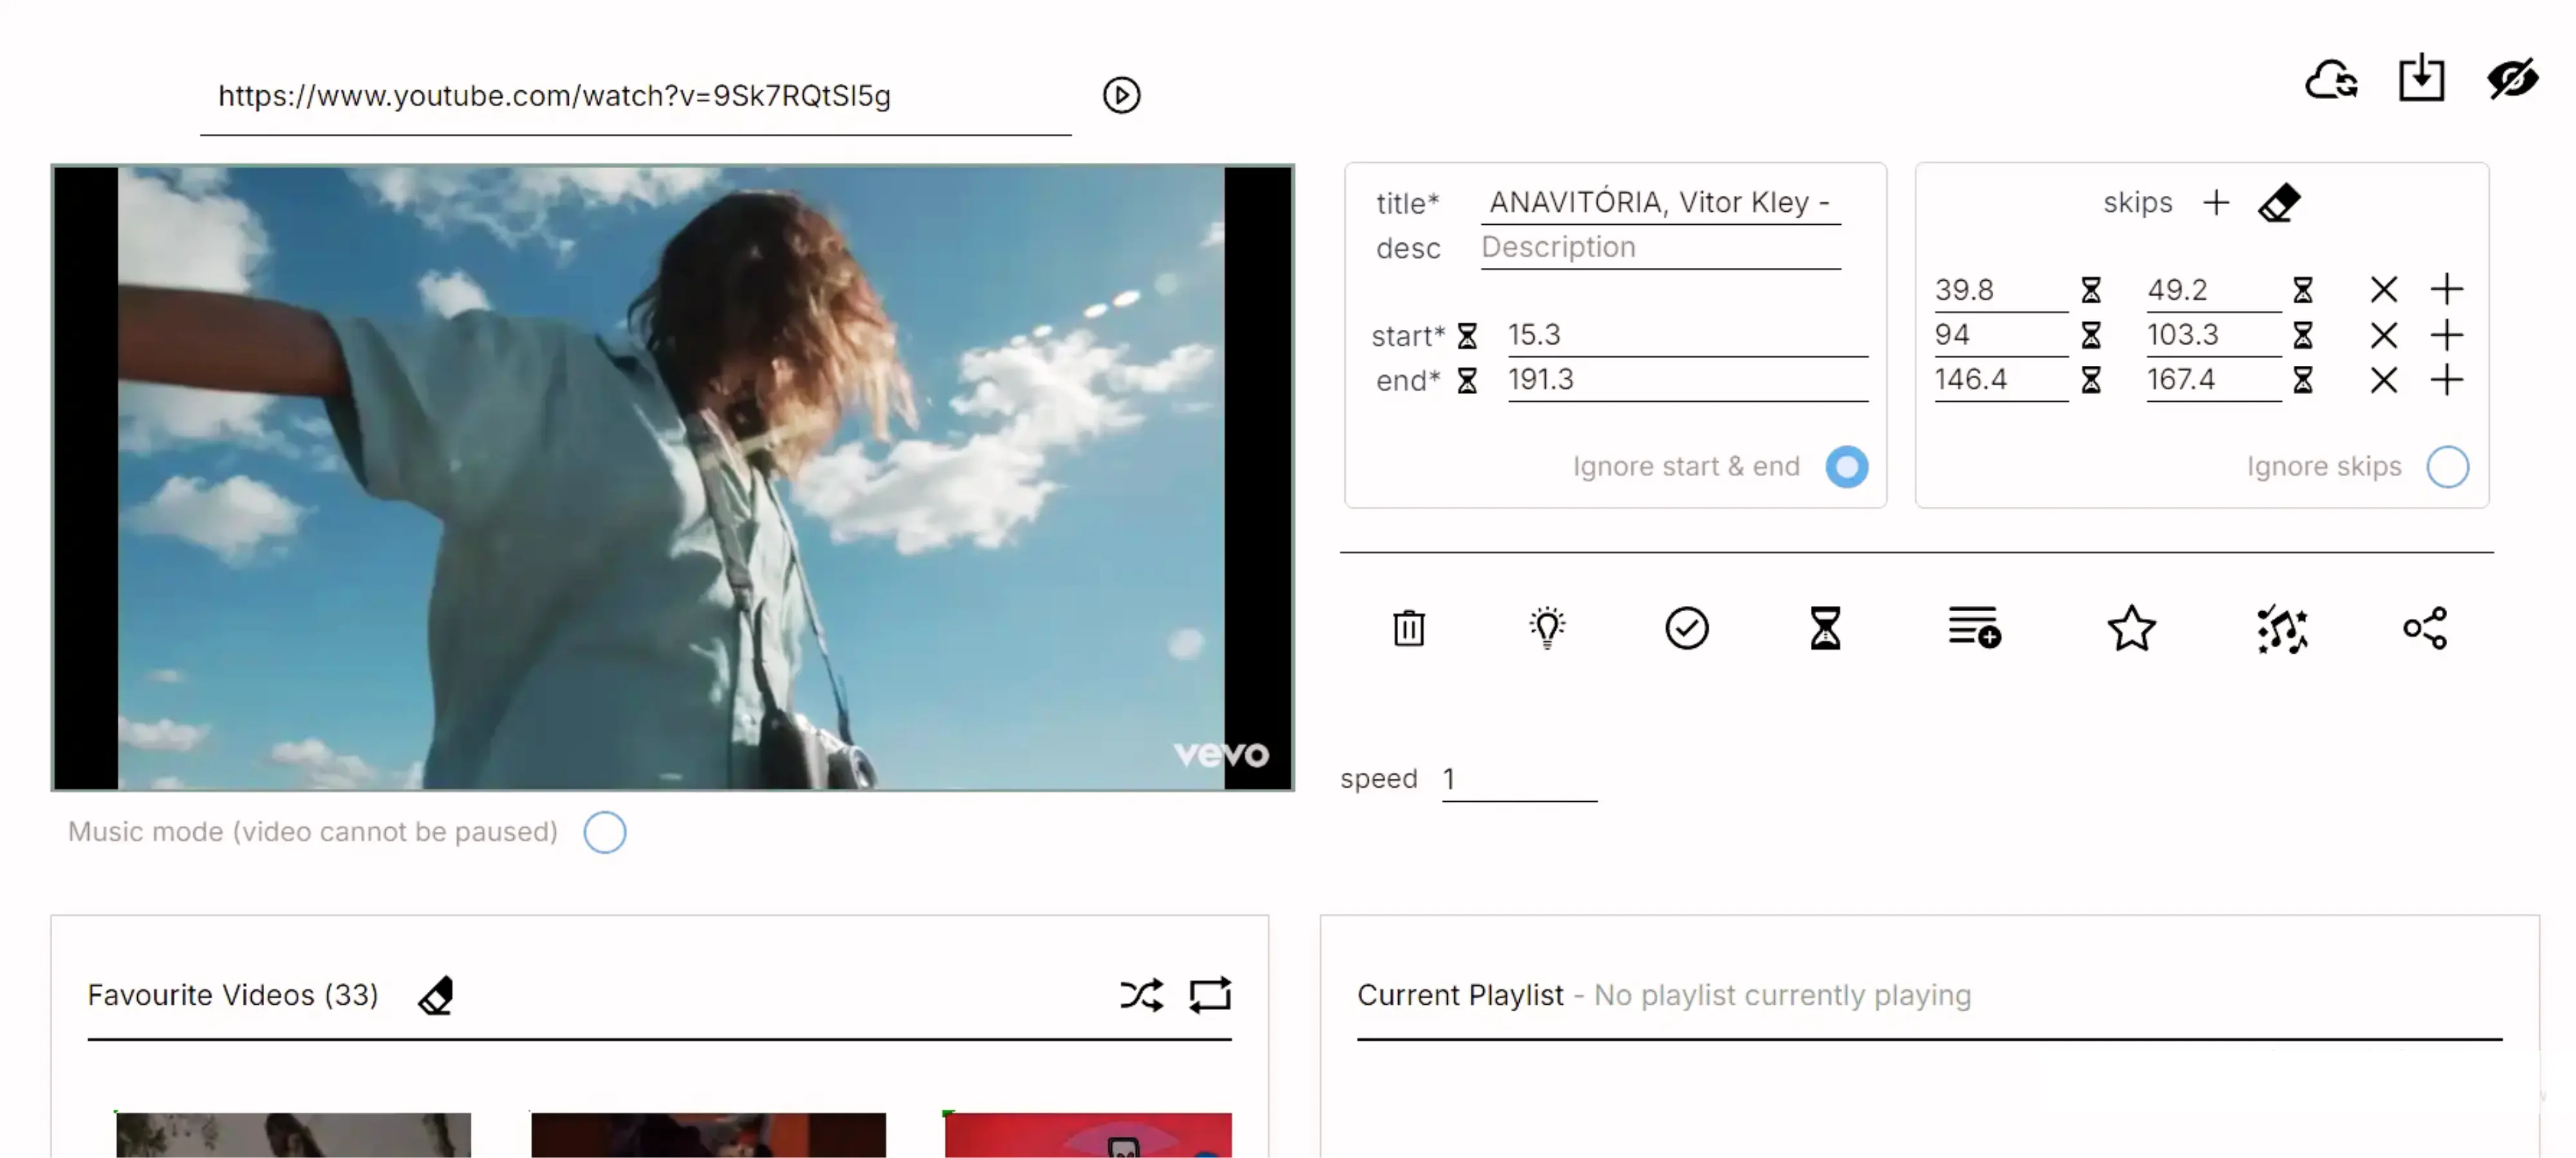 https://www.youtube.com/watch?v=9Sk7RQtSl5g
vevo
Music mode (video cannot be paused)
title* ANAVITÓRIA, Vitor Kley -
desc Description
start* 15.3
end* 191.3
Ignore start & end
skips
39.8 49.2
94 103.3
146.4 167.4
Ignore skips
speed 1
Favourite Videos (33)
Current Playlist - No playlist currently playing